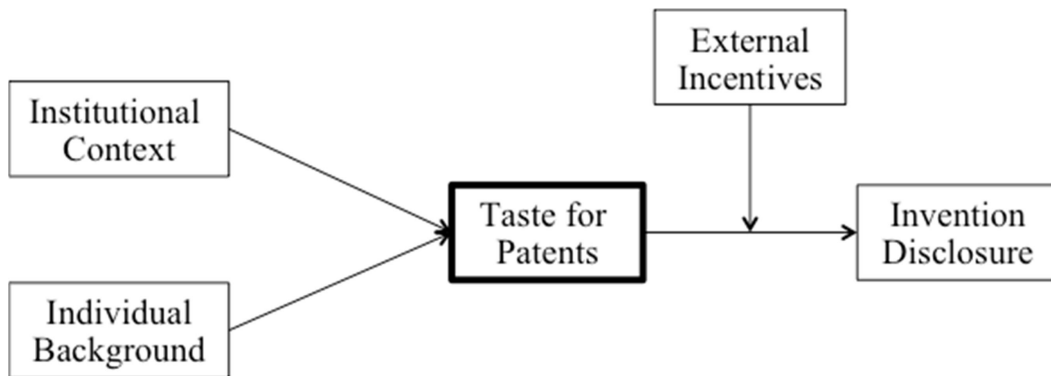 Institutional
Context
Individual
Background
Taste for
Patents
External
Incentives
Invention
Disclosure